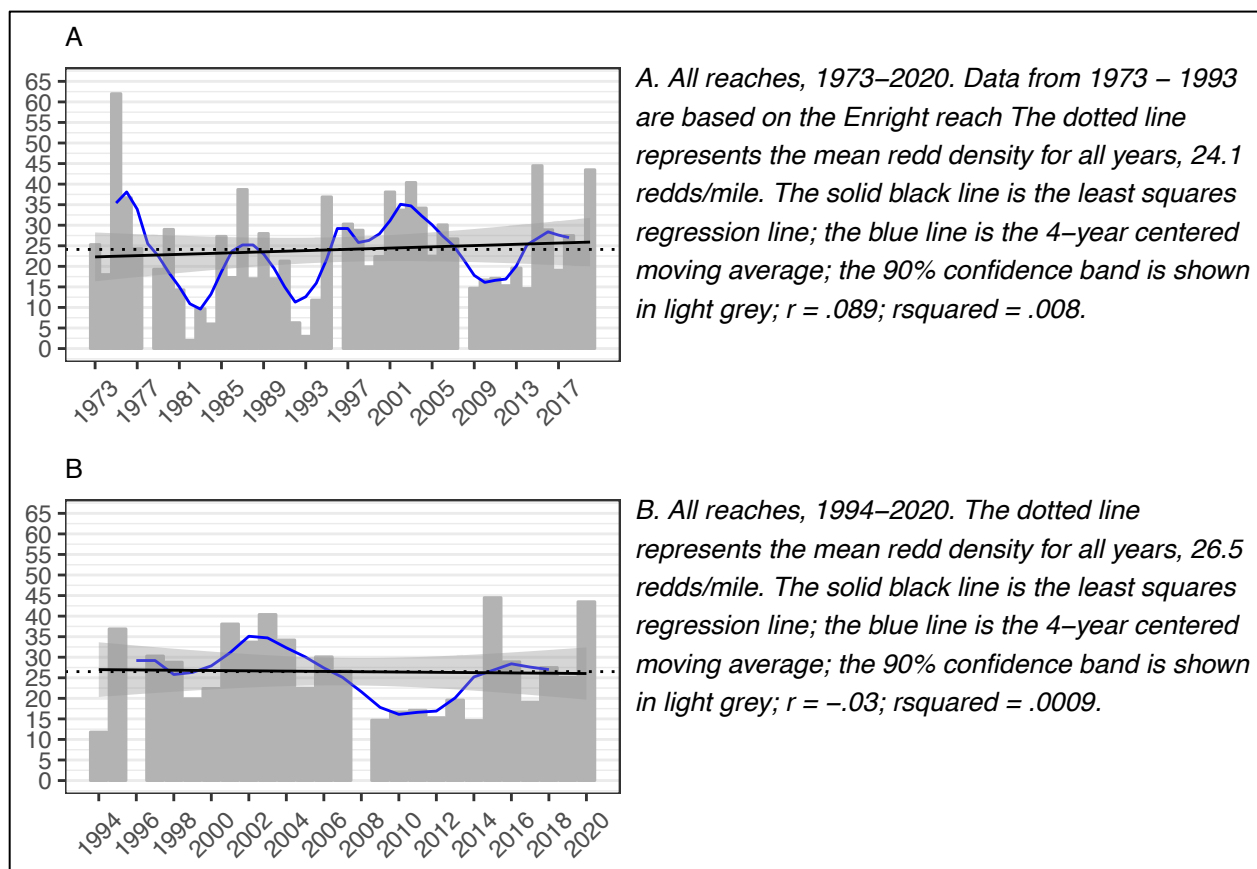 A
65
60
55
50
45
40
35
30
25
20
15
10
5
0
1973 1977 1981 1985 1989 1993 1997 2001 2005 2009 2013 2017
A. All reaches, 1973–2020. Data from 1973 – 1993
are based on the Enright reach The dotted line
represents the mean redd density for all years, 24.1
redds/mile. The solid black line is the least squares
regression line; the blue line is the 4–year centered
moving average; the 90% confidence band is shown
in light grey; r = .089; rsquared = .008.
B
65
60
55
50
45
40
35
30
25
20
15
10
5
0
1994 1996 1998 2000 2002 2004 2006 2008 2010 2012 2014 2016 2018 2020
B. All reaches, 1994–2020. The dotted line
represents the mean redd density for all years, 26.5
redds/mile. The solid black line is the least squares
regression line; the blue line is the 4–year centered
moving average; the 90% confidence band is shown
in light grey; r = –.03; rsquared = .0009.